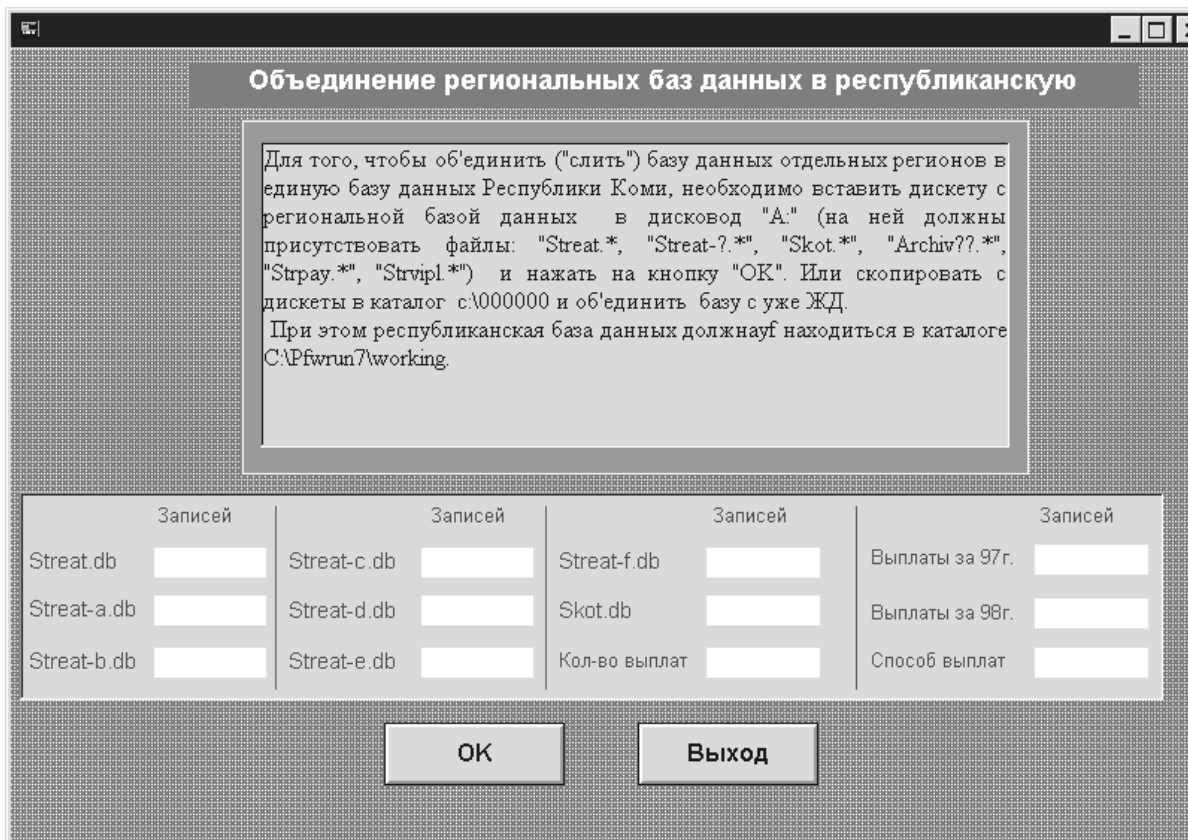 Объединение региональных баз данных в республиканскую
Для того, чтобы об'единить ("слить") базу данных отдельных регионов в
единую базу данных Республики Коми, необходимо вставить дискету с
региональной базой данных в дисковод "A:" (на ней должны
присутствовать файлы: "Streat.*, "Streat-?.*", "Skot.*", "Archiv??.*",
"Strpay.*", "Strvipl.*") и нажать на кнопку "OK". Или скопировать с
дискеты в каталог c:\000000 и об'единить базу с уже ЖД.
При этом республиканская база данных должнауf находиться в каталоге
C:\Pfwrun7\working.
Записей Записей Записей Записей
Streat.db Streat-c.db Streat-f.db Выплаты за 97г.
Streat-a.db Streat-d.db Skot.db Выплаты за 98г.
Streat-b.db Streat-e.db Кол-во выплат Способ выплат
OK Выход